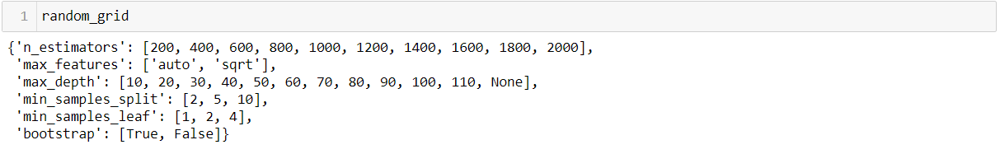 1 random_grid
{'n_estimators': [200, 400, 600, 800, 1000, 1200, 1400, 1600, 1800, 2000],
 'max_features': ['auto', 'sqrt'],
 'max_depth': [10, 20, 30, 40, 50, 60, 70, 80, 90, 100, 110, None],
 'min_samples_split': [2, 5, 10],
 'min_samples_leaf': [1, 2, 4],
 'bootstrap': [True, False]}